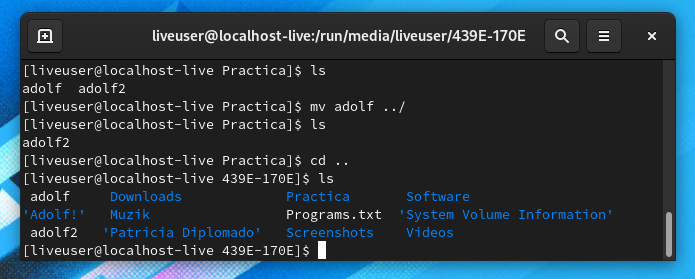 liveuser@localhost-live:/run/media/liveuser/439E-170E
[liveuser@localhost-live Practica]$ ls
adolf  adolf2
[liveuser@localhost-live Practica]$ mv adolf ../
[liveuser@localhost-live Practica]$ ls
adolf2
[liveuser@localhost-live Practica]$ cd ..
[liveuser@localhost-live 439E-170E]$ ls
 adolf     Downloads             Practica       Software
'Adolf!'   Muzik                 Programs.txt  'System Volume Information'
 adolf2   'Patricia Diplomado'   Screenshots    Videos
[liveuser@localhost-live 439E-170E]$